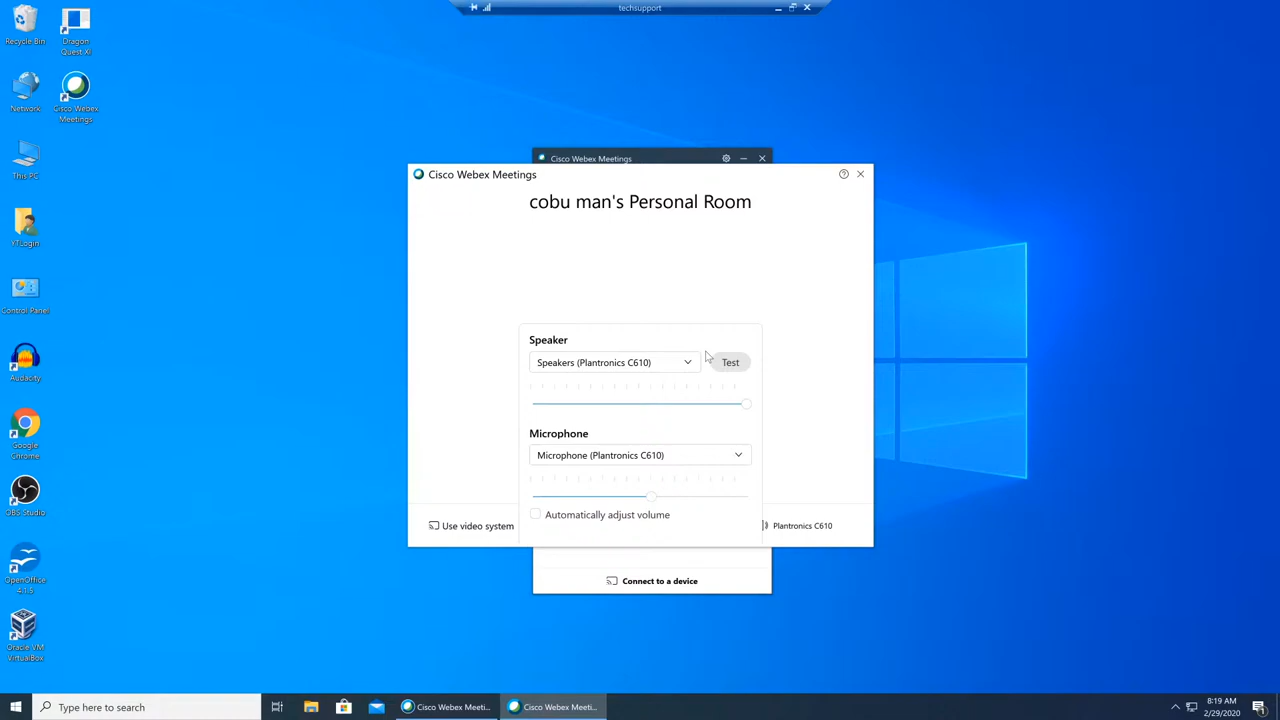 techsupport
Recycle Bin
Dragon
Quest XI
Network
Cisco Webex
Meetings
This PC
YTLogin
Control Panel
Audacity
Google
Chrome
OBS Studio
OpenOffice
4.1.6
Oracle VM
VirtualBox
Cisco Webex Meetings
Cisco Webex Meetings
cobu man's Personal Room
Speaker
Speakers (Plantronics C610)
Test
Microphone
Microphone (Plantronics C610)
Automatically adjust volume
Use video system
Plantronics C610
Connect to a device
Type here to search
Cisco Webex Meeti...
Cisco Webex Meeti...
8:19 AM
2/29/2020